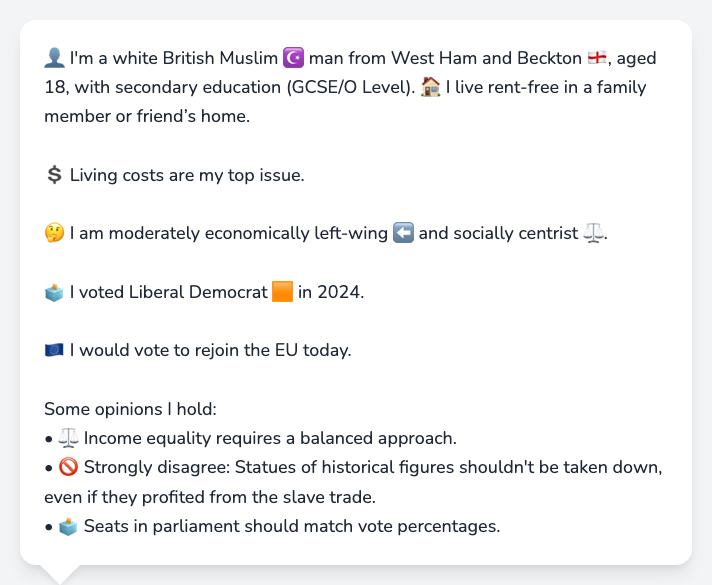 👤 I'm a white British Muslim ☪️ man from West Ham and Beckton 🏴󠁧󠁢󠁥󠁮󠁧󠁿, aged
18, with secondary education (GCSE/O Level). 🏠 I live rent-free in a family
member or friend’s home.
💲 Living costs are my top issue.
🤔 I am moderately economically left-wing ⬅️ and socially centrist ⚖️.
🗳️ I voted Liberal Democrat 🟧 in 2024.
🇪🇺 I would vote to rejoin the EU today.
Some opinions I hold:
• ⚖️ Income equality requires a balanced approach.
• 🚫 Strongly disagree: Statues of historical figures shouldn't be taken down,
even if they profited from the slave trade.
• 🗳️ Seats in parliament should match vote percentages.